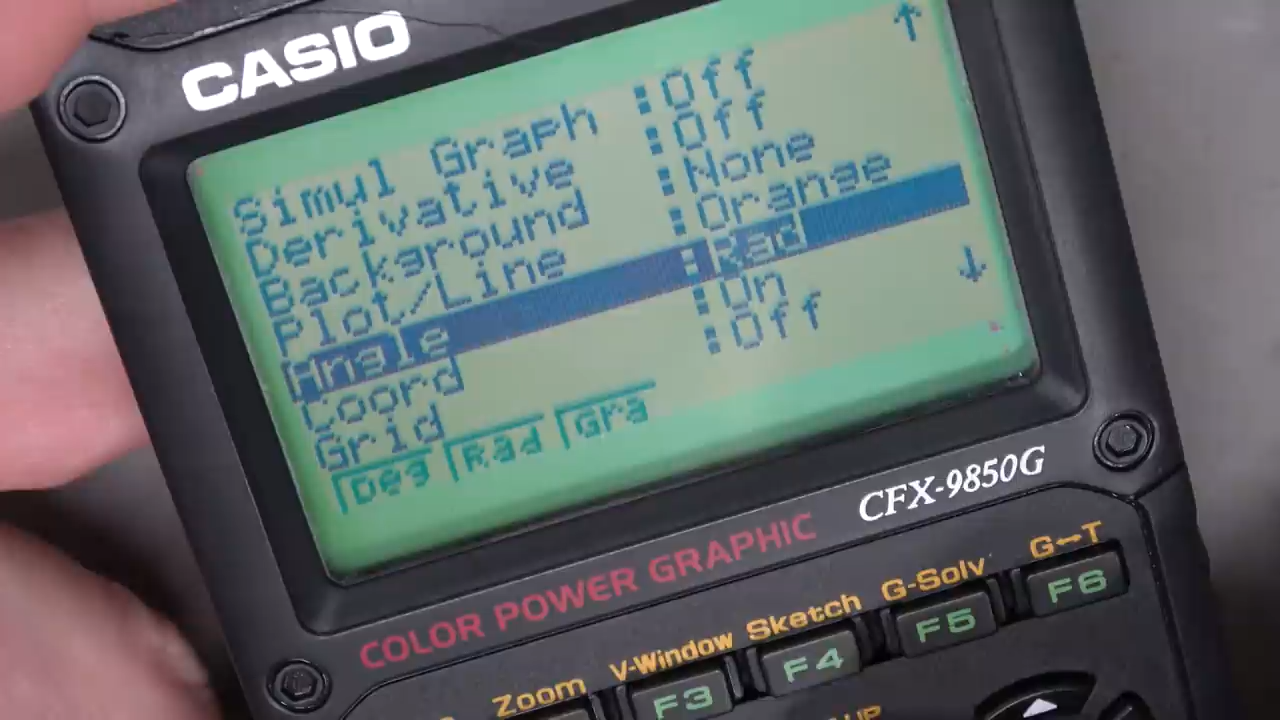 CASIO
↑
Simul Graph :Off
Derivative :Off
Background :None
Plot/Line :Orange
Angle :Rad
Coord :On
Grid :Off
↓
Deg Rad Gra
CFX-9850G
COLOR POWER GRAPHIC
Zoom V-Window Sketch G-Solv G↔T
F3 F4 F5 F6